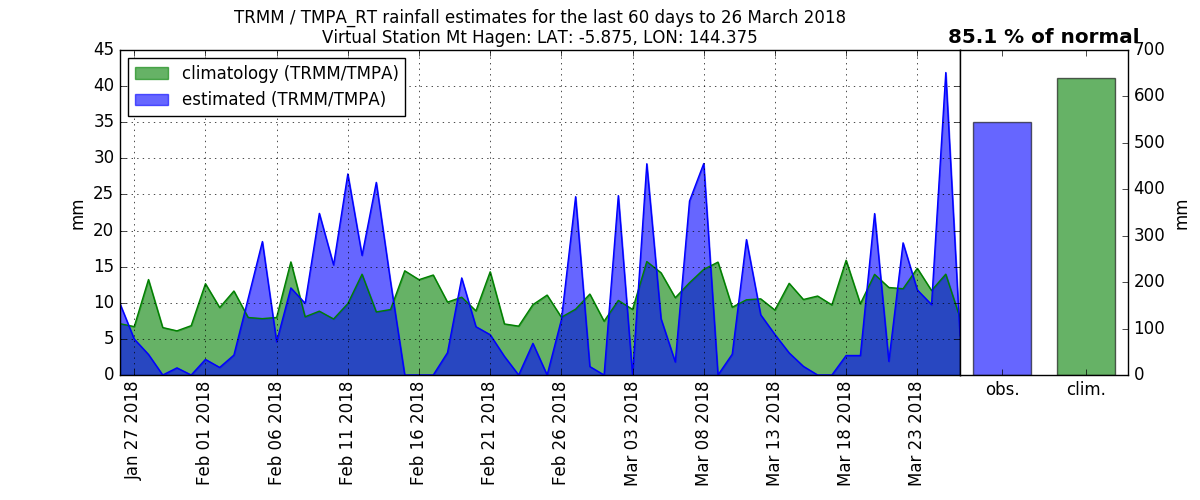 TRMM / TMPA_RT rainfall estimates for the last 60 days to 26 March 2018
Virtual Station Mt Hagen: LAT: -5.875, LON: 144.375
85.1 % of normal
climatology (TRMM/TMPA)
estimated (TRMM/TMPA)
45
40
35
30
25
20
15
10
5
0
mm
Jan 27 2018
Feb 01 2018
Feb 06 2018
Feb 11 2018
Feb 16 2018
Feb 21 2018
Feb 26 2018
Mar 03 2018
Mar 08 2018
Mar 13 2018
Mar 18 2018
Mar 23 2018
700
600
500
400
300
200
100
0
mm
obs.
clim.